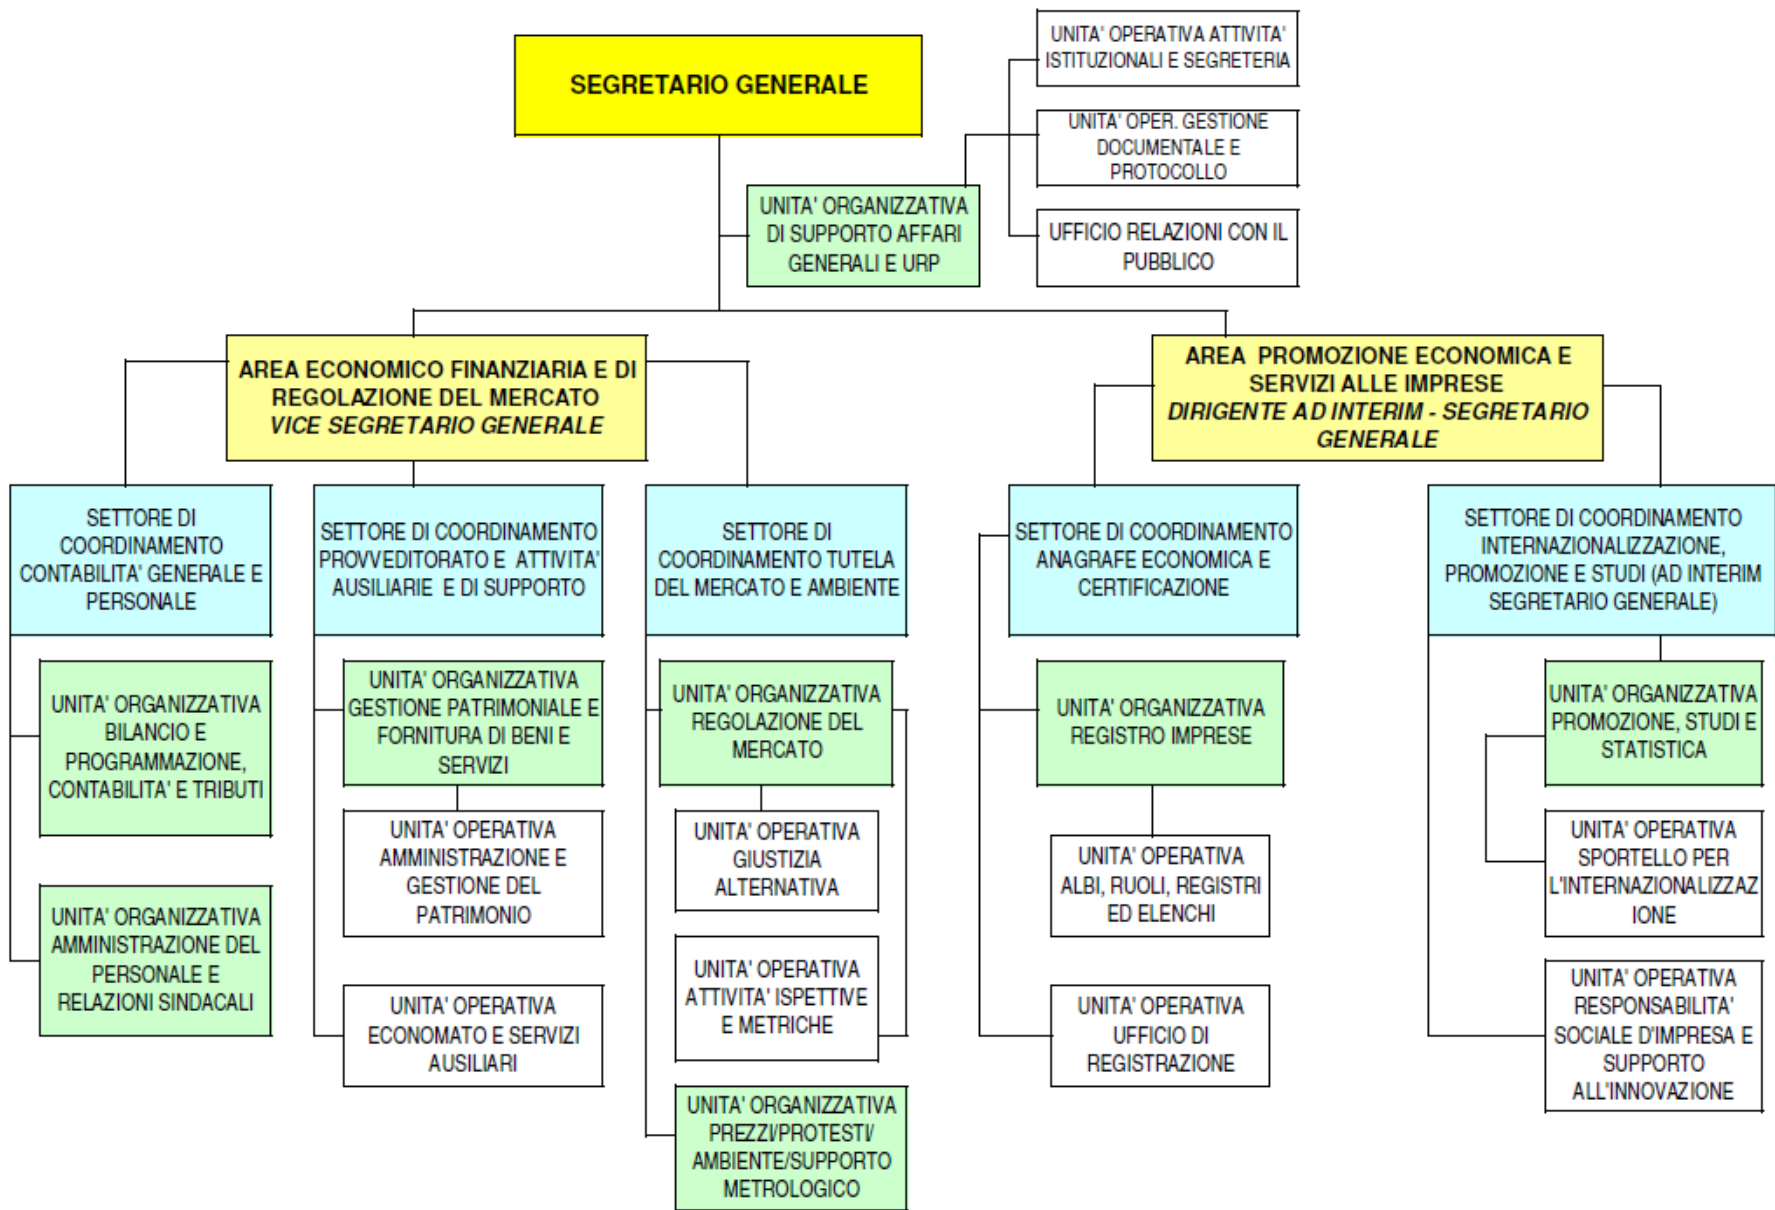 SEGRETARIO GENERALE
UNITA' OPERATIVA ATTIVITA'
ISTITUZIONALI E SEGRETERIA
UNITA' OPER. GESTIONE
DOCUMENTALE E
PROTOCOLLO
UNITA' ORGANIZZATIVA
DI SUPPORTO AFFARI
GENERALI E URP
UFFICIO RELAZIONI CON IL
PUBBLICO
AREA ECONOMICO FINANZIARIA E DI
REGOLAZIONE DEL MERCATO
VICE SEGRETARIO GENERALE
AREA PROMOZIONE ECONOMICA E
SERVIZI ALLE IMPRESE
DIRIGENTE AD INTERIM - SEGRETARIO
GENERALE
SETTORE DI
COORDINAMENTO
CONTABILITA' GENERALE E
PERSONALE
SETTORE DI COORDINAMENTO
PROVVEDITORATO E ATTIVITA'
AUSILIARIE E DI SUPPORTO
SETTORE DI
COORDINAMENTO TUTELA
DEL MERCATO E AMBIENTE
SETTORE DI COORDINAMENTO
ANAGRAFE ECONOMICA E
CERTIFICAZIONE
SETTORE DI COORDINAMENTO
INTERNAZIONALIZZAZIONE,
PROMOZIONE E STUDI (AD INTERIM
SEGRETARIO GENERALE)
UNITA' ORGANIZZATIVA
BILANCIO E
PROGRAMMAZIONE,
CONTABILITA' E TRIBUTI
UNITA' ORGANIZZATIVA
GESTIONE PATRIMONIALE E
FORNITURA DI BENI E
SERVIZI
UNITA' ORGANIZZATIVA
REGOLAZIONE DEL
MERCATO
UNITA' ORGANIZZATIVA
REGISTRO IMPRESE
UNITA' ORGANIZZATIVA
PROMOZIONE, STUDI E
STATISTICA
UNITA' OPERATIVA
AMMINISTRAZIONE E
GESTIONE DEL
PATRIMONIO
UNITA' OPERATIVA
GIUSTIZIA
ALTERNATIVA
UNITA' OPERATIVA
ALBI, RUOLI, REGISTRI
ED ELENCHI
UNITA' OPERATIVA
SPORTELLO PER
L'INTERNAZIONALIZZAZ
IONE
UNITA' ORGANIZZATIVA
AMMINISTRAZIONE DEL
PERSONALE E
RELAZIONI SINDACALI
UNITA' OPERATIVA
ECONOMATO E SERVIZI
AUSILIARI
UNITA' OPERATIVA
ATTIVITA' ISPETTIVE
E METRICHE
UNITA' OPERATIVA
UFFICIO DI
REGISTRAZIONE
UNITA' OPERATIVA
RESPONSABILITA'
SOCIALE D'IMPRESA E
SUPPORTO
ALL'INNOVAZIONE
UNITA' ORGANIZZATIVA
PREZZI/PROTESTI/
AMBIENTE/SUPPORTO
METROLOGICO